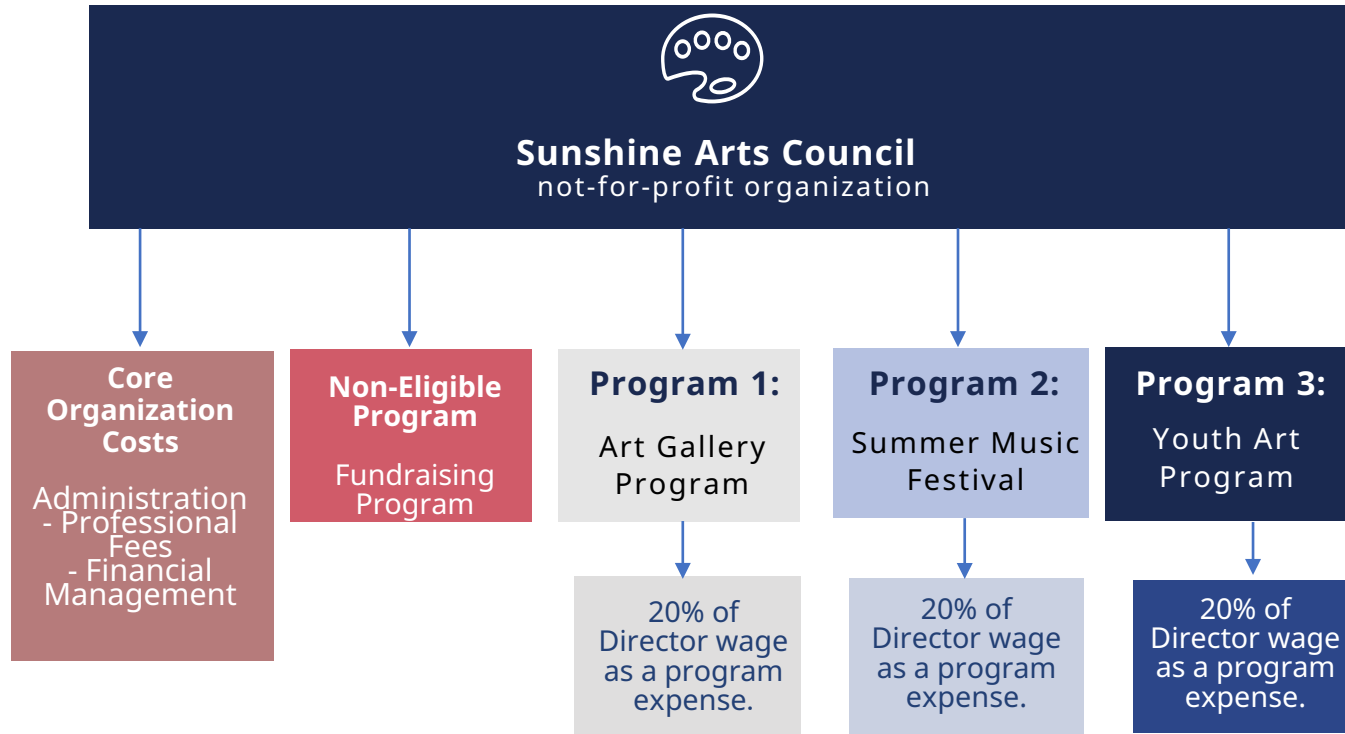 Sunshine Arts Council
not-for-profit organization
Core
Organization
Costs
Administration
- Professional
Fees
- Financial
Management
Non-Eligible
Program
Fundraising
Program
Program 1:
Art Gallery
Program
20% of
Director wage
as a program
expense.
Program 2:
Summer Music
Festival
20% of
Director wage
as a program
expense.
Program 3:
Youth Art
Program
20% of
Director wage
as a program
expense.